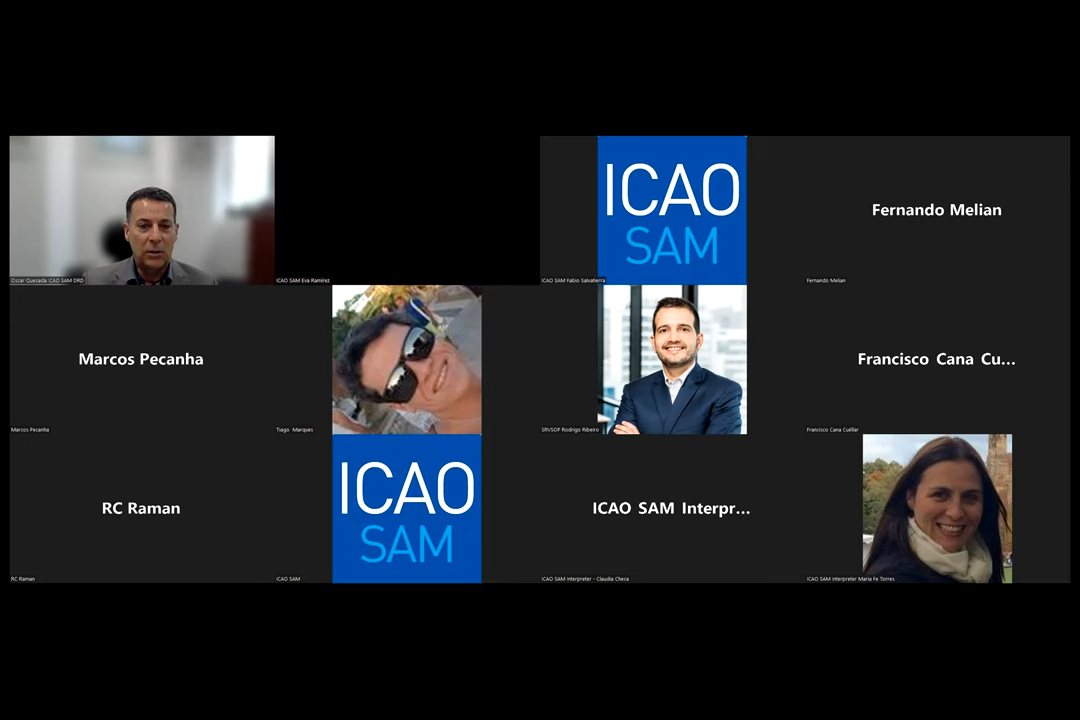 Oscar Quesada ICAO SAM DRD
ICAO SAM Eva Ramírez
ICAO
SAM
ICAO SAM Fabio Salvatierra
Fernando Melian
Fernando Melian
Marcos Pecanha
Marcos Pecanha
Tiago Marques
SRVSOP Rodrigo Ribeiro
Francisco Cana Cu...
Francisco Cana Cuéllar
RC Raman
RC Raman
ICAO
SAM
ICAO SAM
ICAO SAM Interpr...
ICAO SAM Interpreter - Claudia Checa
ICAO SAM Interpreter Maria Fe Torres